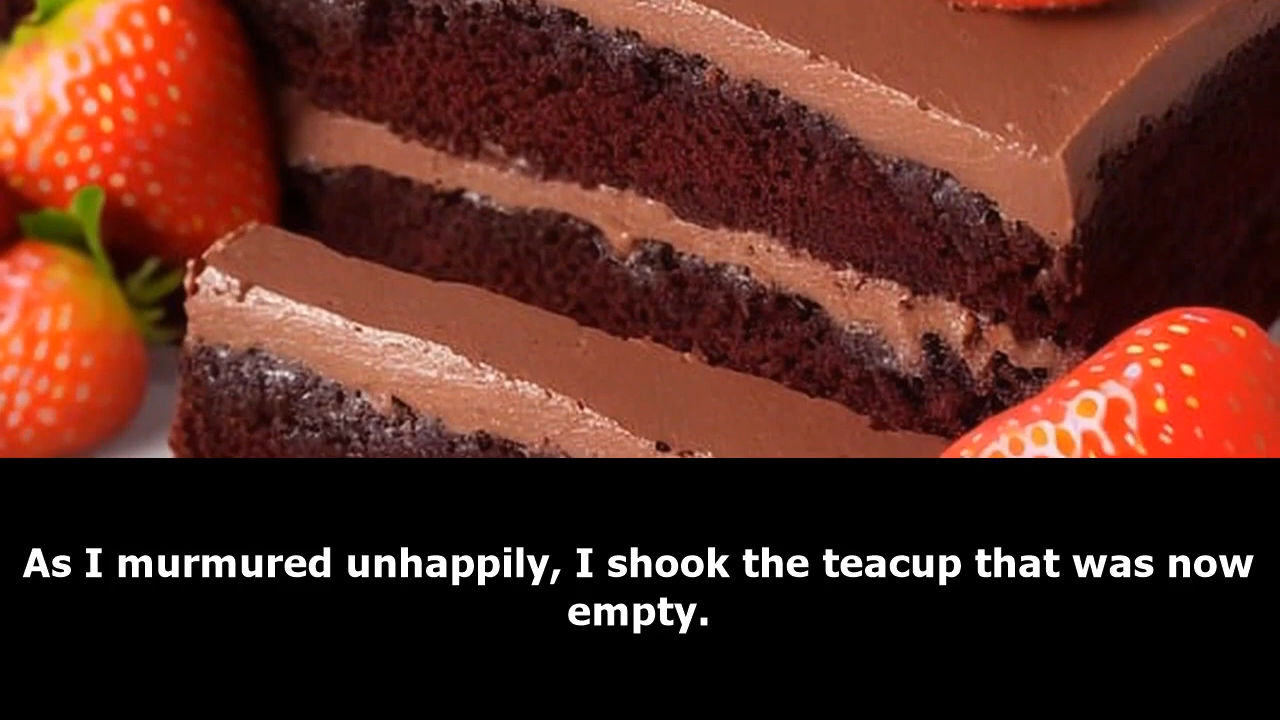 As I murmured unhappily, I shook the teacup that was now
empty.